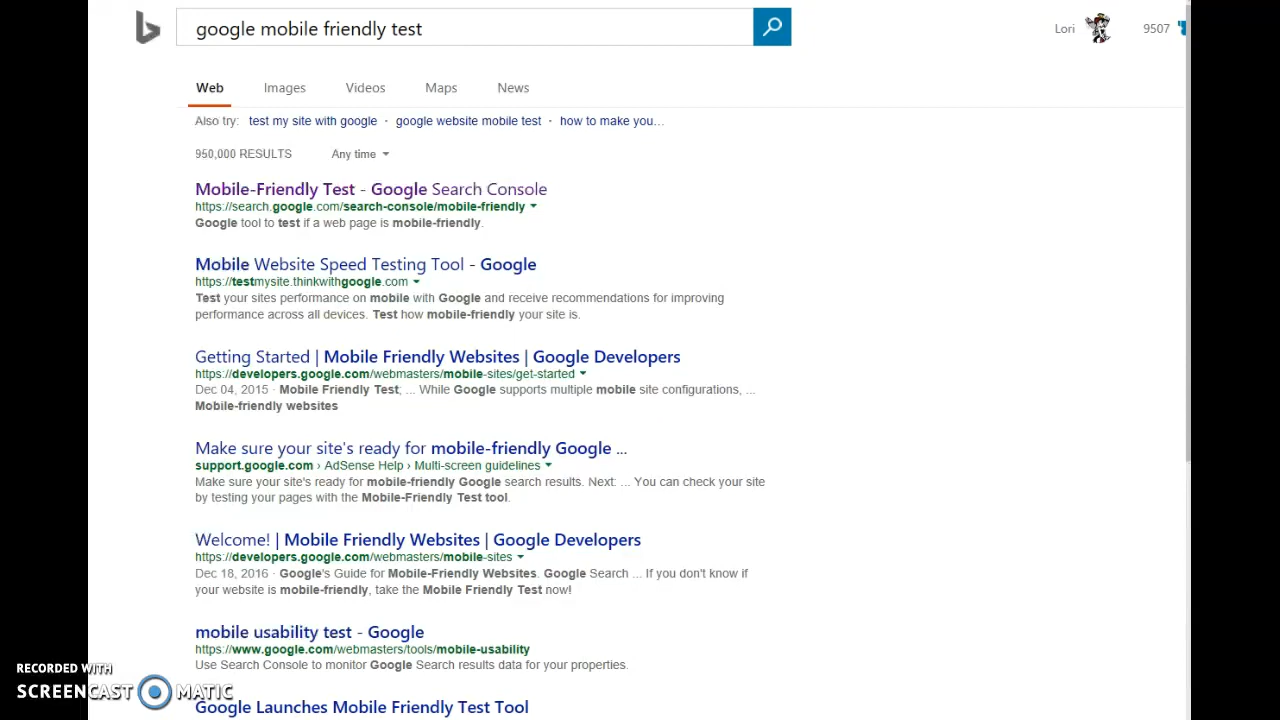 google mobile friendly test
Lori 9507
Web Images Videos Maps News
Also try: test my site with google · google website mobile test · how to make you...
950,000 RESULTS Any time
Mobile-Friendly Test - Google Search Console
https://search.google.com/search-console/mobile-friendly
Google tool to test if a web page is mobile-friendly.
Mobile Website Speed Testing Tool - Google
https://testmysite.thinkwithgoogle.com
Test your sites performance on mobile with Google and receive recommendations for improving
performance across all devices. Test how mobile-friendly your site is.
Getting Started | Mobile Friendly Websites | Google Developers
https://developers.google.com/webmasters/mobile-sites/get-started
Dec 04, 2015 · Mobile Friendly Test; ... While Google supports multiple mobile site configurations, ...
Mobile-friendly websites
Make sure your site's ready for mobile-friendly Google ...
support.google.com › AdSense Help › Multi-screen guidelines
Make sure your site's ready for mobile-friendly Google search results. Next: ... You can check your site
by testing your pages with the Mobile-Friendly Test tool.
Welcome! | Mobile Friendly Websites | Google Developers
https://developers.google.com/webmasters/mobile-sites
Dec 18, 2016 · Google's Guide for Mobile-Friendly Websites. Google Search ... If you don't know if
your website is mobile-friendly, take the Mobile Friendly Test now!
mobile usability test - Google
https://www.google.com/webmasters/tools/mobile-usability
Use Search Console to monitor Google Search results data for your properties.
Google Launches Mobile Friendly Test Tool
RECORDED WITH
SCREENCAST MATIC